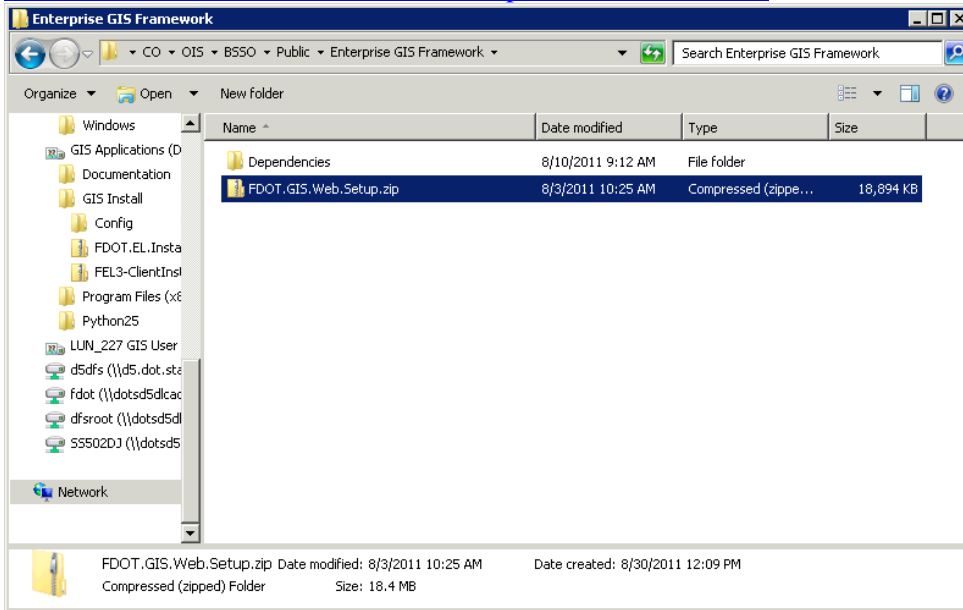 Enterprise GIS Framework
CO OIS BSSO Public Enterprise GIS Framework Search Enterprise GIS Framework
Organize Open New folder
Name Date modified Type Size
Windows
GIS Applications (D
Documentation
GIS Install
Config
FDOT.EL.Insta
FEL3-ClientInst
Program Files (x8
Python25
LUN_227 GIS User
d5dfs (\\d5.dot.sta
fdot (\\dotsd5dlcac
dfsroot (\\dotsd5dl
SS502DJ (\\dotsd5
Network
Dependencies 8/10/2011 9:12 AM File folder
FDOT.GIS.Web.Setup.zip 8/3/2011 10:25 AM Compressed (zippe... 18,894 KB
FDOT.GIS.Web.Setup.zip Date modified: 8/3/2011 10:25 AM Date created: 8/30/2011 12:09 PM
Compressed (zipped) Folder Size: 18.4 MB